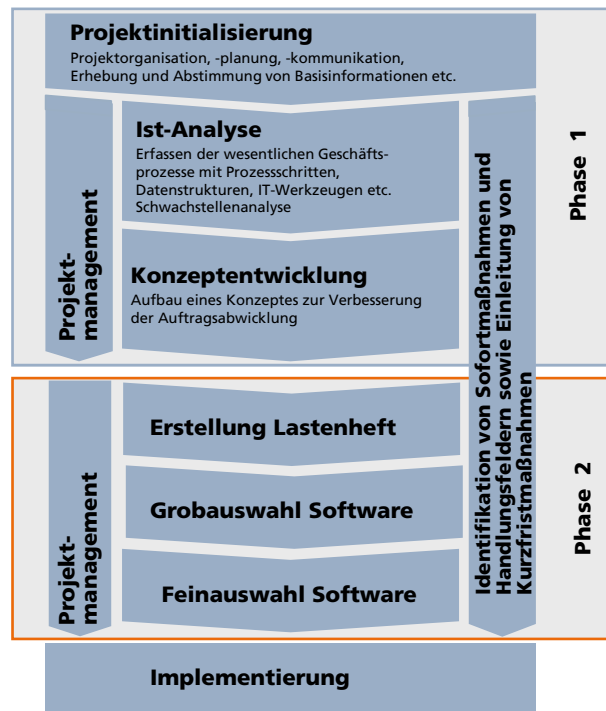 Projektinitialisierung
Projektorganisation, -planung, -kommunikation,
Erhebung und Abstimmung von Basisinformationen etc.
Projekt-
management
Ist-Analyse
Erfassen der wesentlichen Geschäfts-
prozesse mit Prozessschritten,
Datenstrukturen, IT-Werkzeugen etc.
Schwachstellenanalyse
Konzeptentwicklung
Aufbau eines Konzeptes zur Verbesserung
der Auftragsabwicklung
Identifikation von Sofortmaßnahmen und
Handlungsfeldern sowie Einleitung von
Kurzfristmaßnahmen
Phase 1
Projekt-
management
Erstellung Lastenheft
Grobauswahl Software
Feinauswahl Software
Phase 2
Implementierung